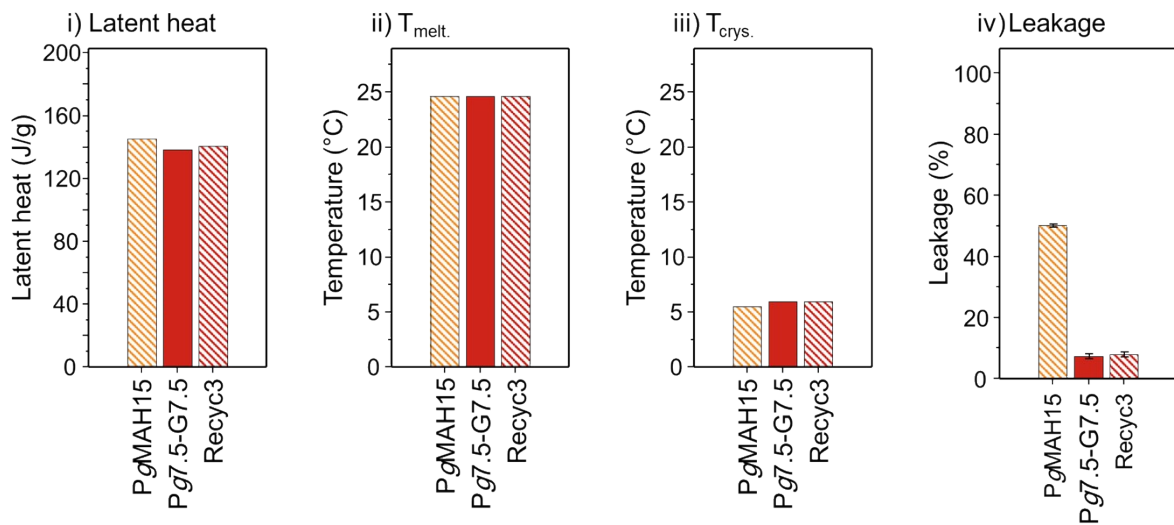 i) Latent heat
Latent heat (J/g)
200
160
120
140
40
0
PgMAH15
Pg7.5-G7.5
Recyc3
ii) Tmelt.
Temperature (°C)
25
20
15
10
5
0
PgMAH15
Pg7.5-G7.5
Recyc3
iii) Tcrys.
Temperature (°C)
25
20
15
10
5
0
PgMAH15
Pg7.5-G7.5
Recyc3
iv) Leakage
Leakage (%)
100
80
60
40
20
0
PgMAH15
Pg7.5-G7.5
Recyc3